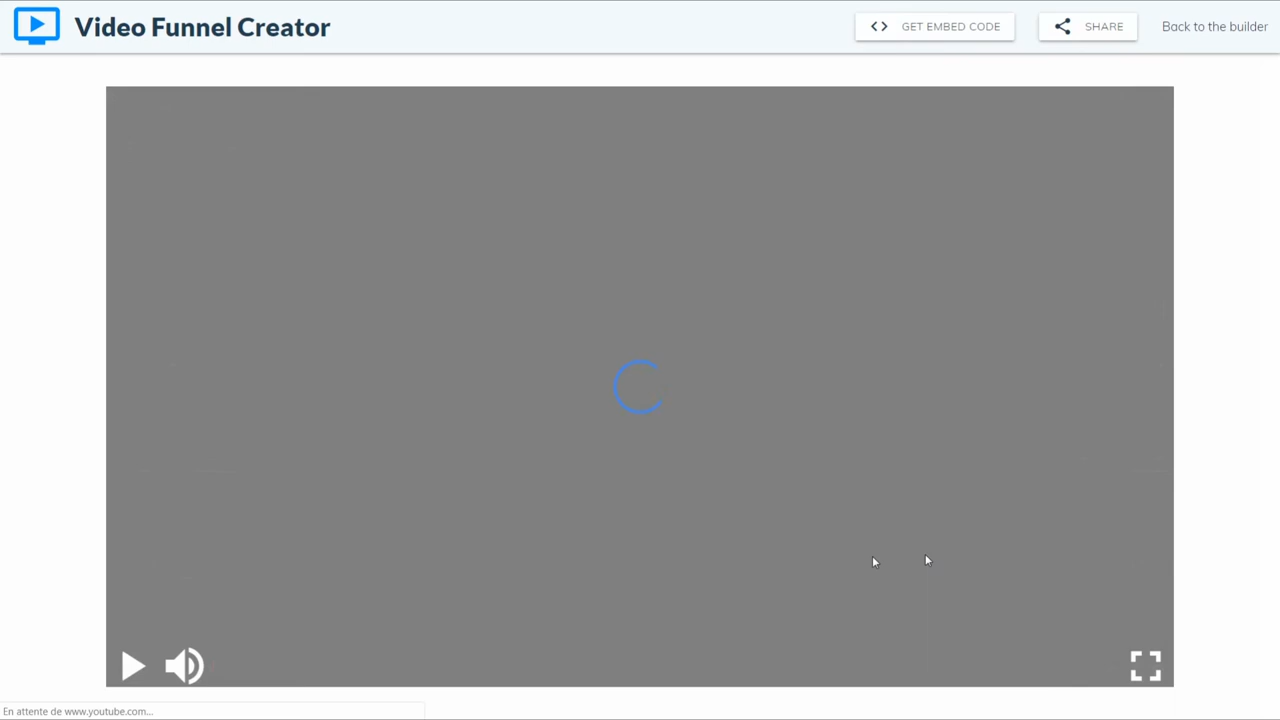 Video Funnel Creator
GET EMBED CODE
SHARE
Back to the builder
En attente de www.youtube.com...